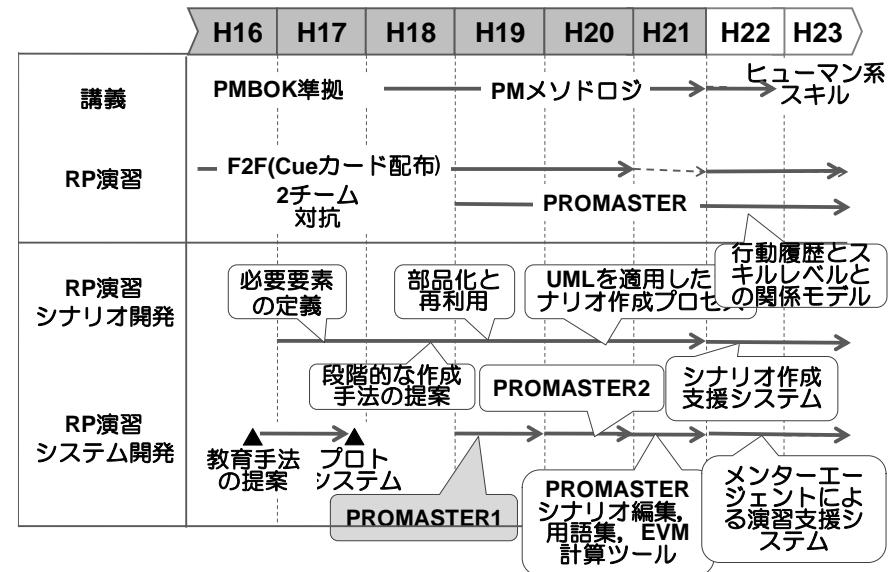 H16 H17 H18 H19 H20 H21 H22 H23
講義
PMBOK準拠
PMメソドロジ
ヒューマン系
スキル
RP演習
F2F(Cueカード配布)
2チーム
対抗
PROMASTER
行動履歴とス
キルレベルと
の関係モデル
RP演習
シナリオ開発
必要要素
の定義
部品化と
再利用
UMLを適用した
ナリオ作成プロセス
段階的な作成
手法の提案
シナリオ作成
支援システム
RP演習
システム開発
教育手法
の提案
プロト
システム
PROMASTER1
PROMASTER2
PROMASTER
シナリオ編集,
用語集, EVM
計算ツール
メンターエー
ジェントによ
る演習支援シ
ステム